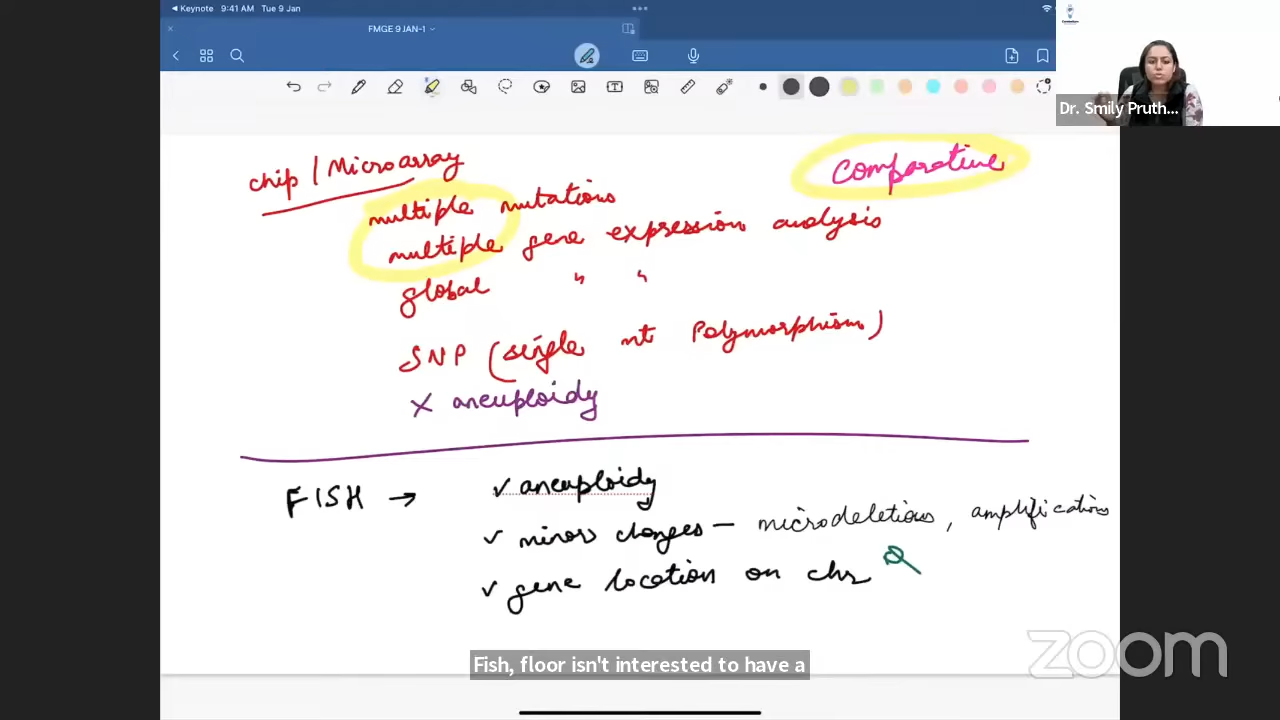 Keynote 9:41 AM Tue 9 Jan
FMGE 9 JAN-1
Dr. Smily Pruth...
chip / Microarray
Comparative
multiple mutations
multiple gene expression analysis
global " "
SNP (single nt Polymorphism)
X aneuploidy
FISH → ✓ aneuploidy
✓ minor changes — microdeletions, amplifications
✓ gene location on chr
Fish, floor isn't interested to have a
zoom